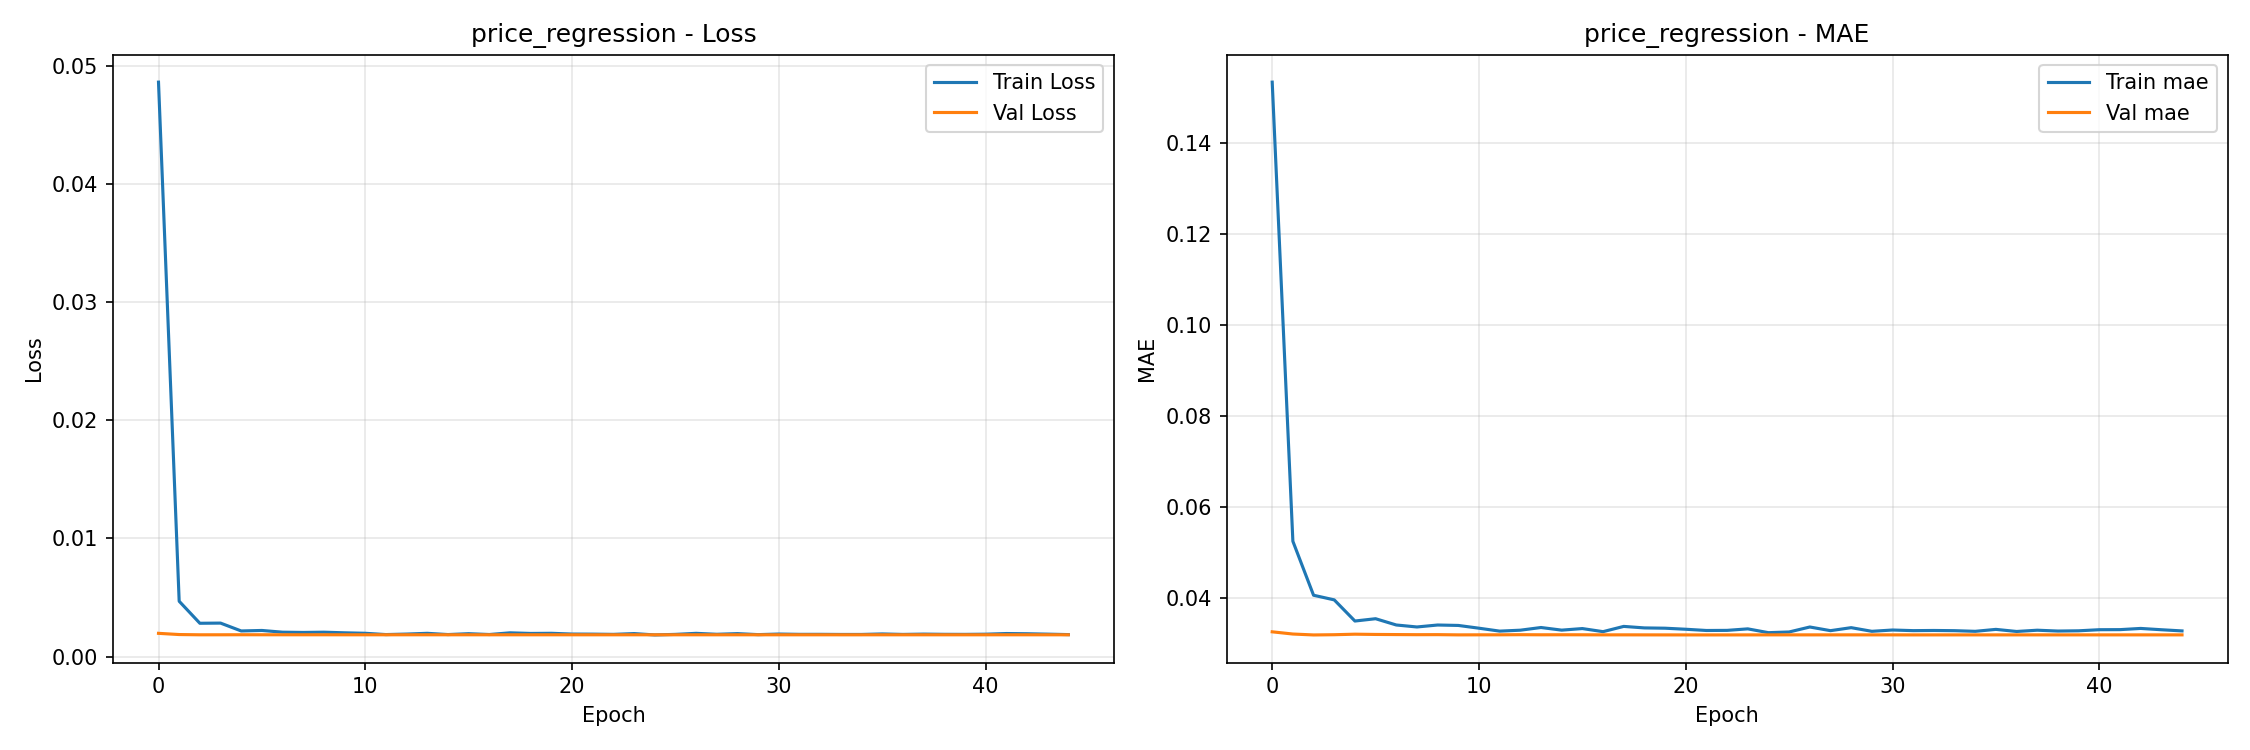 price_regression - Loss
0.05
0.04
0.03
0.02
0.01
0.00
Loss
Train Loss
Val Loss
0
10
20
30
40
Epoch
price_regression - MAE
0.14
0.12
0.10
0.08
0.06
0.04
MAE
Train mae
Val mae
0
10
20
30
40
Epoch